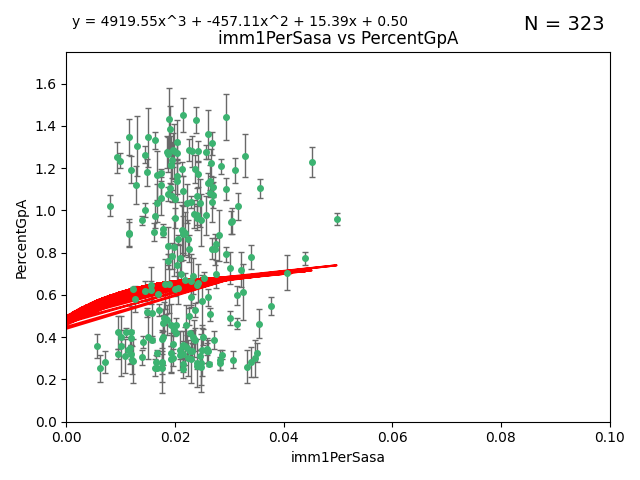 y = 4919.55x^3 + -457.11x^2 + 15.39x + 0.50
N = 323
imm1PerSasa vs PercentGpA
PercentGpA
1.6
1.4
1.2
1.0
0.8
0.6
0.4
0.2
0.0
0.00 0.02 0.04 0.06 0.08 0.10
imm1PerSasa